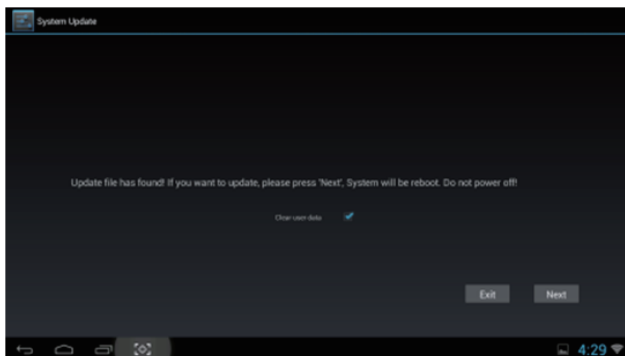 System Update
Update file has found! If you want to update, please press 'Next', System will be reboot. Do not power off!
Clear user data
Exit
Next
4:29